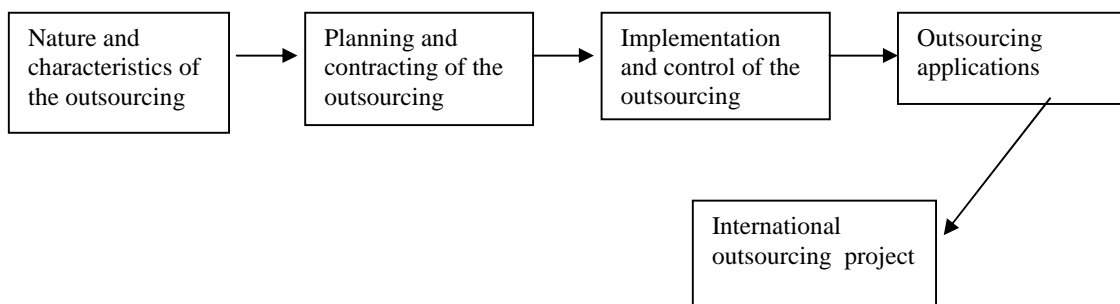 Nature and
characteristics of
the outsourcing
Planning and
contracting of the
outsourcing
Implementation
and control of the
outsourcing
Outsourcing
applications
International
outsourcing  project